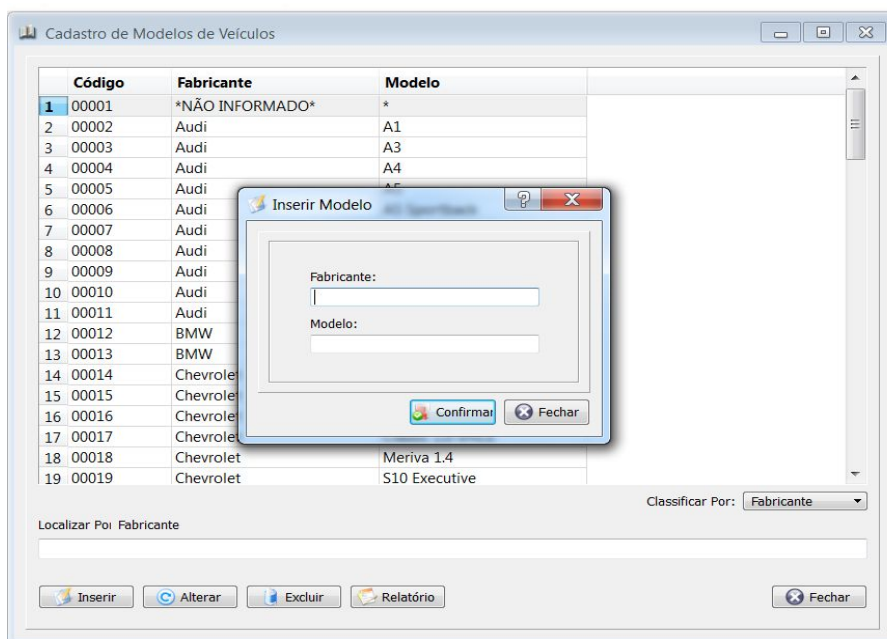 Cadastro de Modelos de Veículos
Código Fabricante Modelo
1 00001 *NÃO INFORMADO* *
2 00002 Audi A1
3 00003 Audi A3
4 00004 Audi A4
5 00005 Audi
6 00006 Audi
7 00007 Audi
8 00008 Audi
9 00009 Audi
10 00010 Audi
11 00011 Audi
12 00012 BMW
13 00013 BMW
14 00014 Chevrolet
15 00015 Chevrolet
16 00016 Chevrolet
17 00017 Chevrolet
18 00018 Chevrolet Meriva 1.4
19 00019 Chevrolet S10 Executive
Inserir Modelo
Fabricante:
Modelo:
Confirmar Fechar
Classificar Por: Fabricante
Localizar Por Fabricante
Inserir Alterar Excluir Relatório Fechar